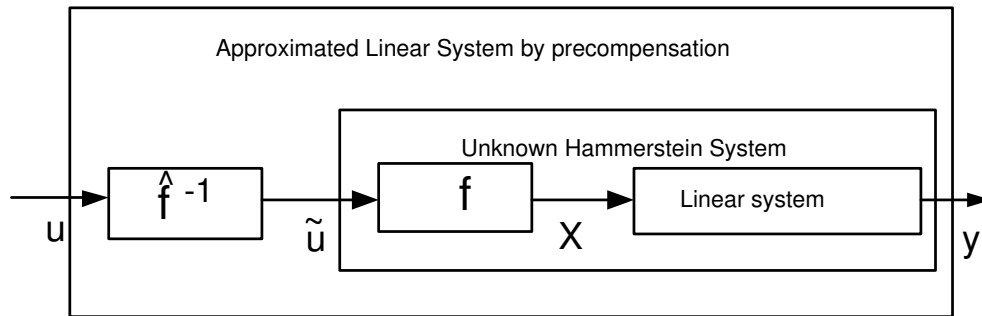 Approximated Linear System by precompensation
Unknown Hammerstein System
f̂ -1
f
Linear system
u
ũ
X
y